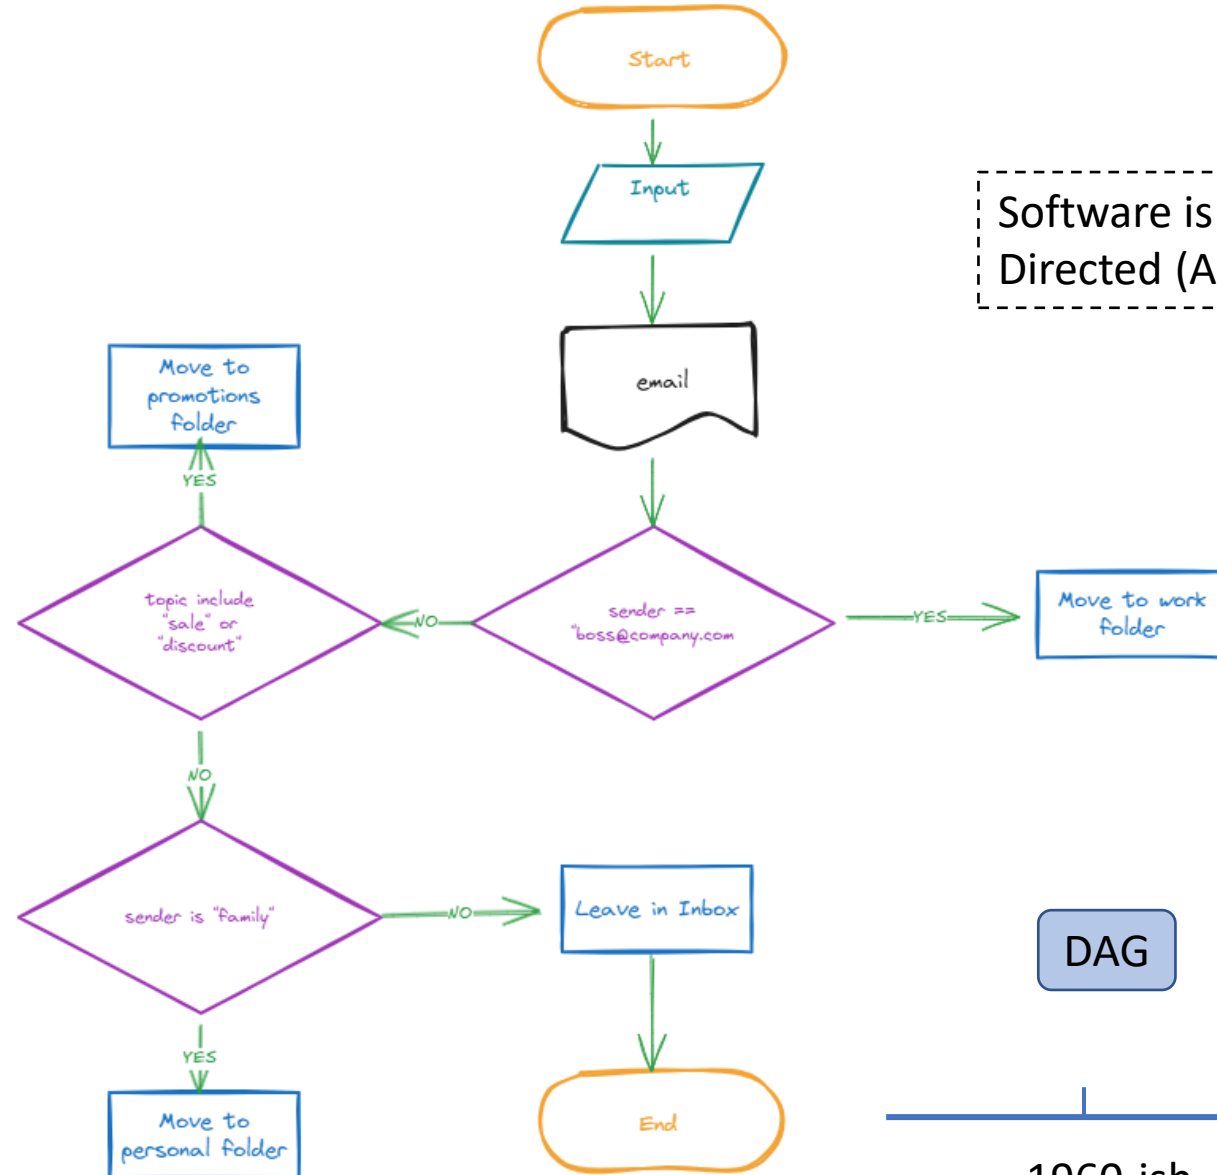 Start
Input
Software is
Directed (A
email
Move to
promotions
folder
YES
topic include
"sale" or
"discount"
NO
sender ==
"boss@company.com
YES
Move to work
folder
NO
sender is "family"
NO
Leave in Inbox
DAG
YES
Move to
personal folder
End
1960-ish